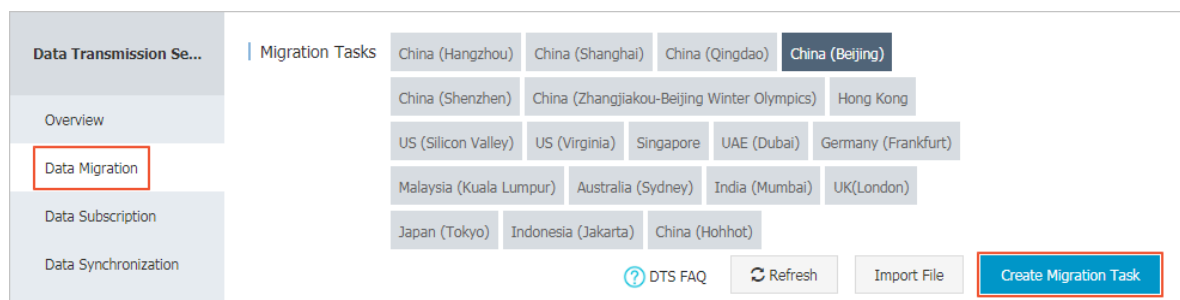 Data Transmission Se...
Overview
Data Migration
Data Subscription
Data Synchronization
Migration Tasks China (Hangzhou) China (Shanghai) China (Qingdao) China (Beijing)
China (Shenzhen) China (Zhangjiakou-Beijing Winter Olympics) Hong Kong
US (Silicon Valley) US (Virginia) Singapore UAE (Dubai) Germany (Frankfurt)
Malaysia (Kuala Lumpur) Australia (Sydney) India (Mumbai) UK(London)
Japan (Tokyo) Indonesia (Jakarta) China (Hohhot)
? DTS FAQ Refresh Import File Create Migration Task